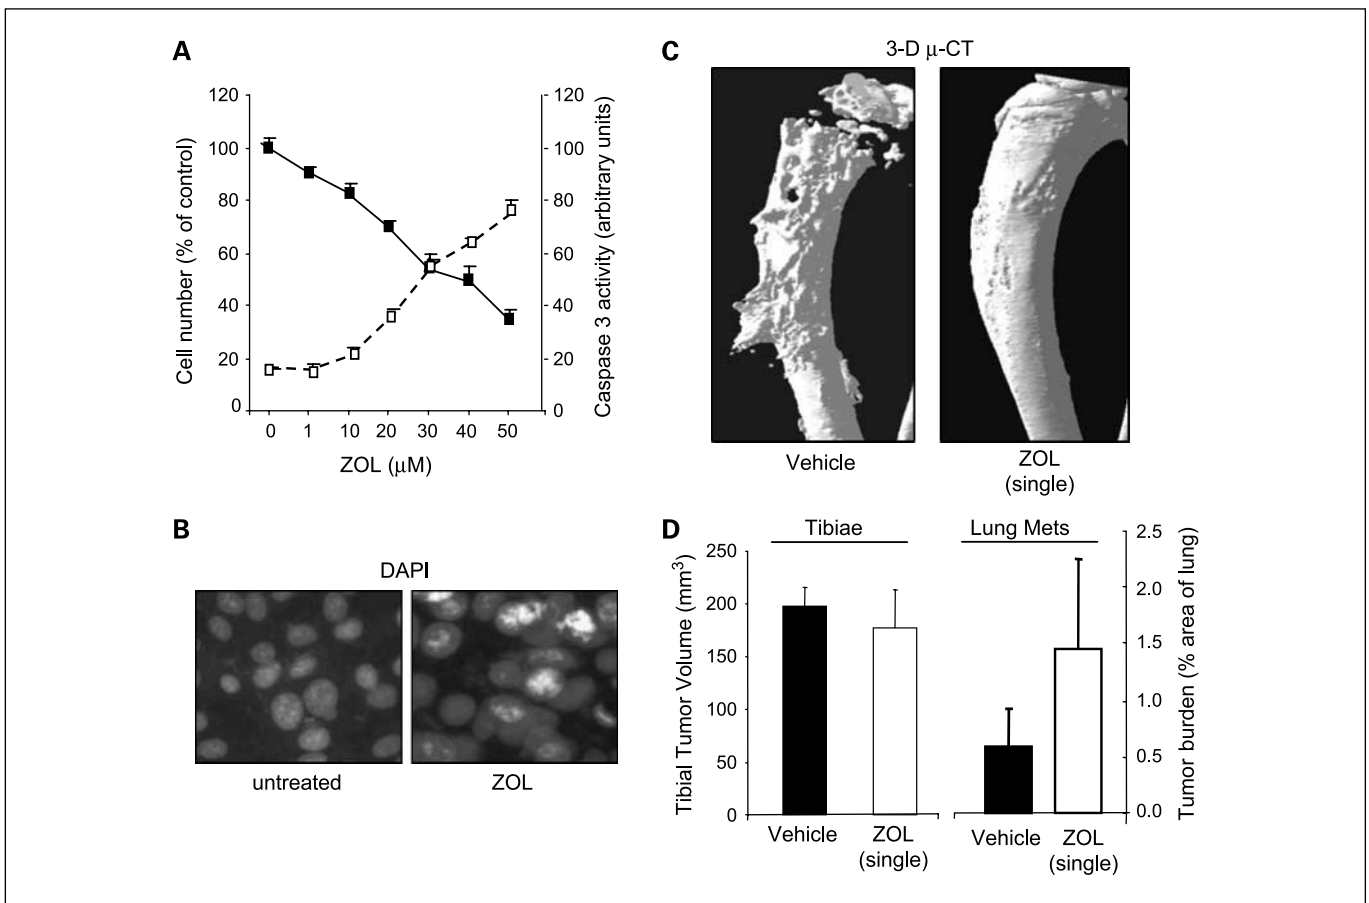 A
120
100
80
60
40
20
0
Cell number (% of control)
120
100
80
60
40
20
0
Caspase 3 activity (arbitrary units)
0 1 10 20 30 40 50
ZOL (μM)
B
DAPI
untreated
ZOL
C
3-D μ-CT
Vehicle
ZOL
(single)
D
Tibiae
Lung Mets
250
200
150
100
50
0
Tibial Tumor Volume (mm³)
2.5
2.0
1.5
1.0
0.5
0.0
Tumor burden (% area of lung)
Vehicle
ZOL
(single)
Vehicle
ZOL
(single)